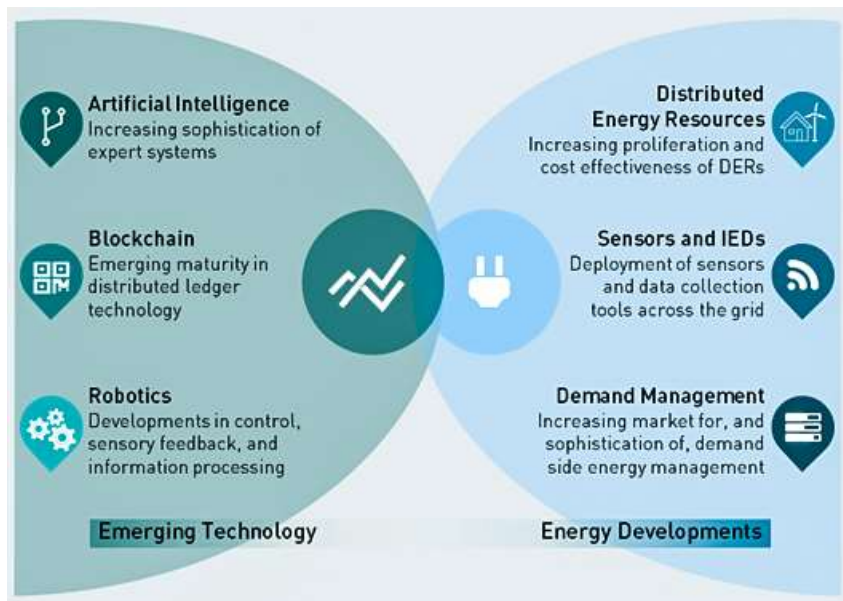 Artificial Intelligence
Increasing sophistication of
expert systems
Blockchain
Emerging maturity in
distributed ledger
technology
Robotics
Developments in control,
sensory feedback, and
information processing
Emerging Technology
Distributed
Energy Resources
Increasing proliferation and
cost effectiveness of DERs
Sensors and IEDs
Deployment of sensors
and data collection
tools across the grid
Demand Management
Increasing market for, and
sophistication of, demand
side energy management
Energy Developments